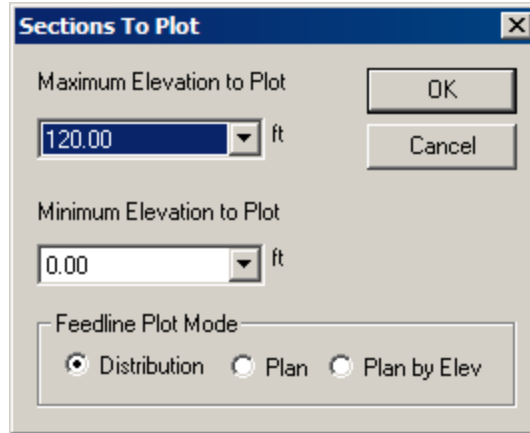 Sections To Plot
Maximum Elevation to Plot
OK
120.00 ft
Cancel
Minimum Elevation to Plot
0.00 ft
Feedline Plot Mode
Distribution Plan Plan by Elev